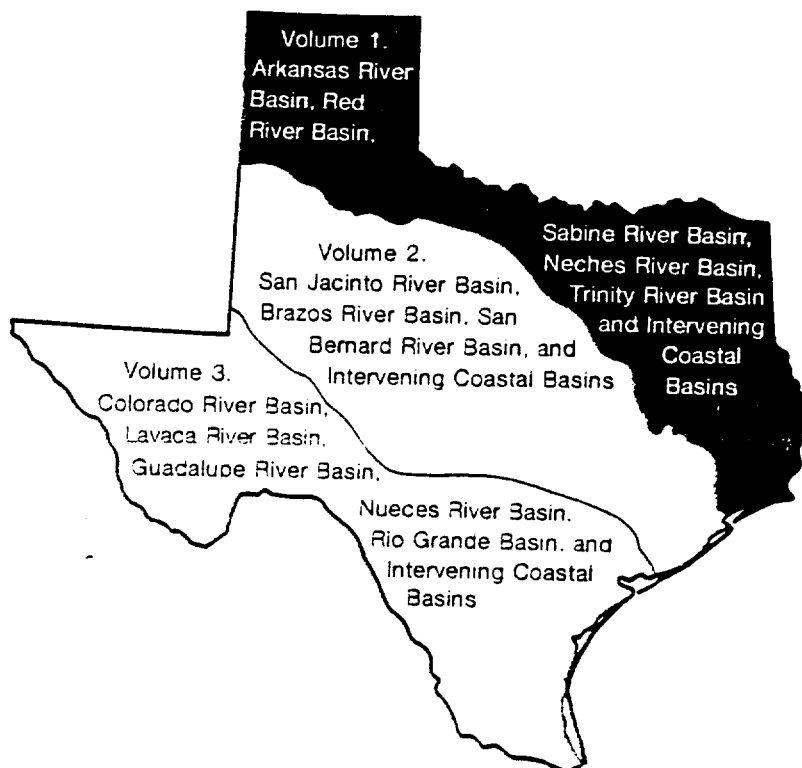 Volume 1.
Arkansas River
Basin, Red
River Basin,
Sabine River Basin,
Neches River Basin,
Trinity River Basin
and Intervening
Coastal
Basins
Volume 2.
San Jacinto River Basin,
Brazos River Basin, San
Bernard River Basin, and
Intervening Coastal Basins
Volume 3.
Colorado River Basin,
Lavaca River Basin,
Guadalupe River Basin,
Nueces River Basin,
Rio Grande Basin, and
Intervening Coastal
Basins